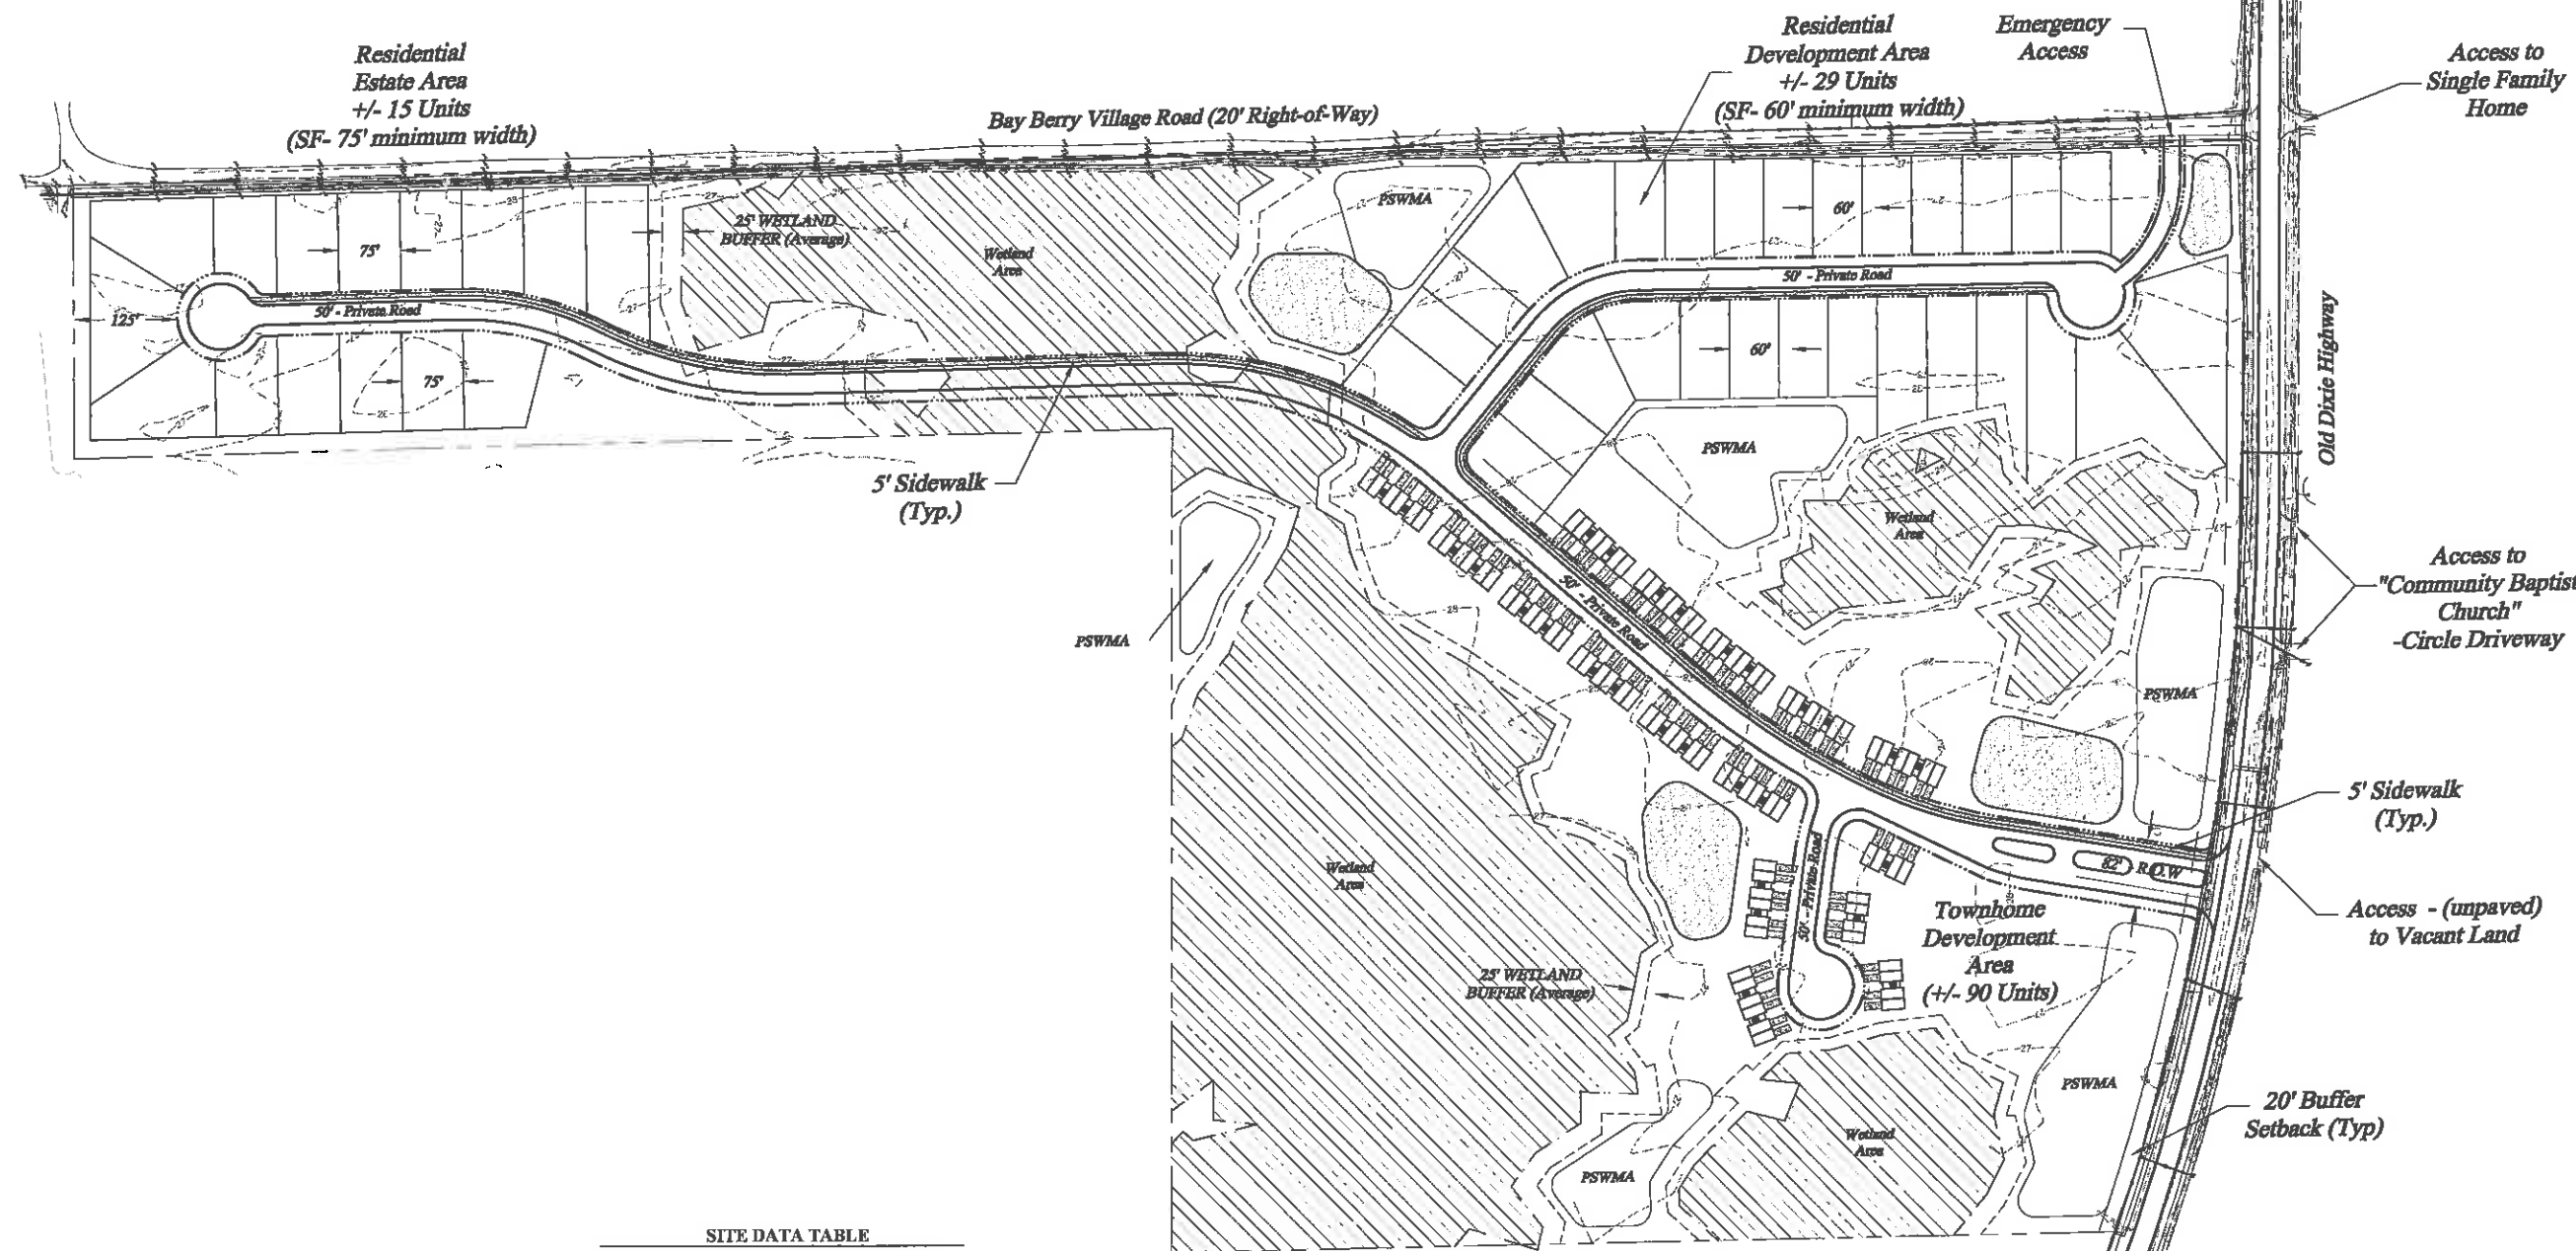 Residential
Estate Area
+/- 15 Units
(SF- 75' minimum width)
Bay Berry Village Road (20' Right-of-Way)
Residential
Development Area
+/- 29 Units
(SF- 60' minimum width)
Emergency
Access
Access to
Single Family
Home
PSWMA
25' WETLAND
BUFFER (Average)
Wetland
Area
60'
75'
50' - Private Road
50' - Private Road
125'
60'
75'
Old Dixie Highway
PSWMA
5' Sidewalk
(Typ.)
Wetland
Area
Access to
"Community Baptist
Church"
-Circle Driveway
50' - Private Road
PSWMA
PSWMA
5' Sidewalk
(Typ.)
Wetland
Area
82' R.O.W
50' - Private Road
Access - (unpaved)
to Vacant Land
Townhome
Development
Area
(+/- 90 Units)
25' WETLAND
BUFFER (Average)
PSWMA
20' Buffer
Setback (Typ)
Wetland
Area
PSWMA
SITE DATA TABLE